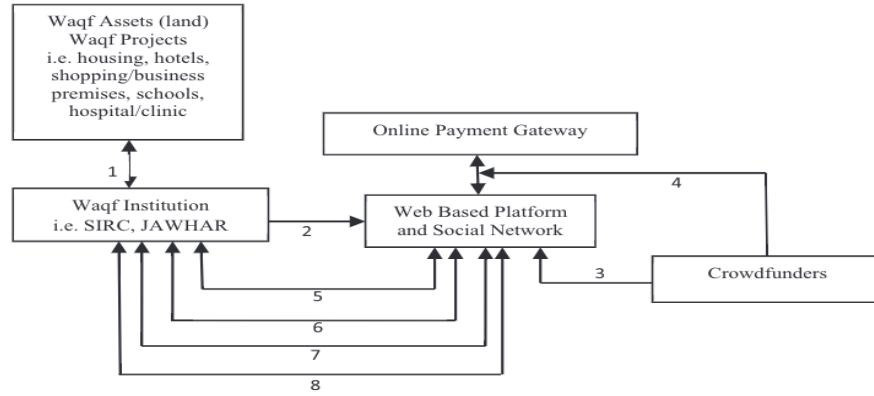 Waqf Assets (land)
Waqf Projects
i.e. housing, hotels,
shopping/business
premises, schools,
hospital/clinic
Online Payment Gateway
1
4
Waqf Institution
i.e. SIRC, JAWHAR
2
Web Based Platform
and Social Network
3
Crowdfunders
5
6
7
8